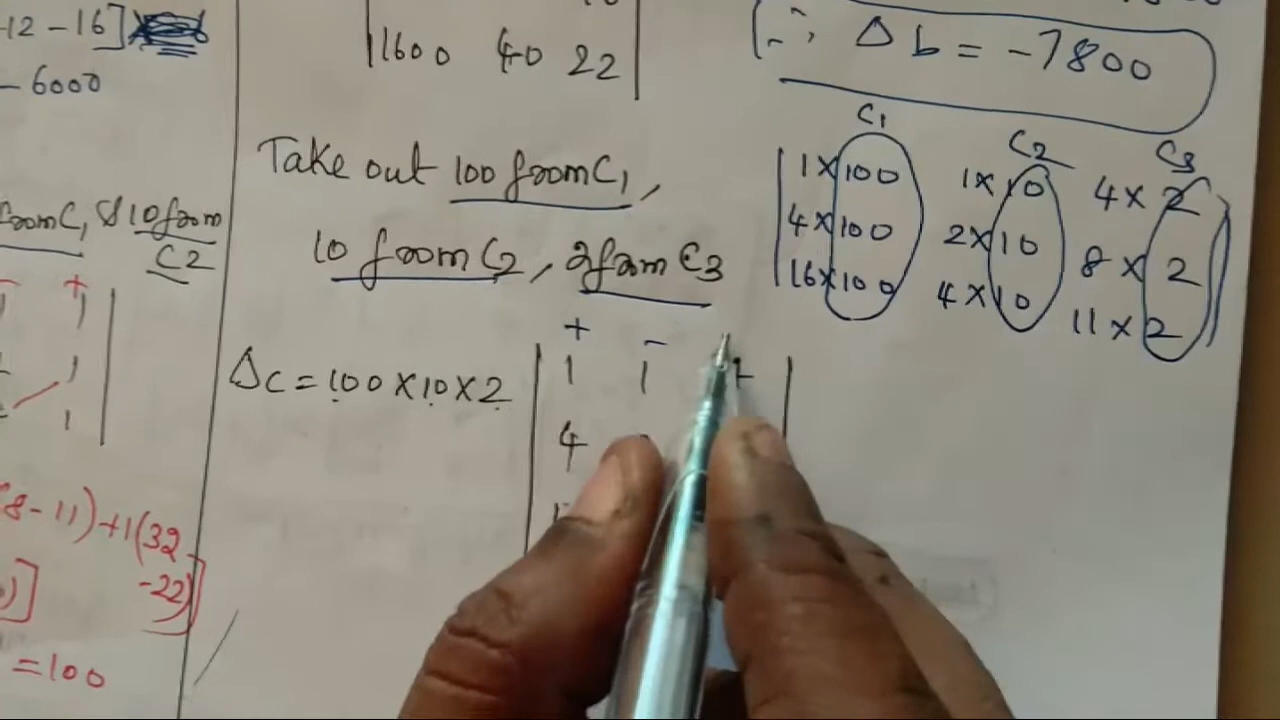 -12 - 16]
- 6000
from C1 & 10 from
C2
- +
1
1
1
(8-11)+1(32
-22)]
=100
1600 40 22
Take out 100 from C1,
10 from C2, 2 from C3
+ -
Δc = 100 × 10 × 2 | 1 1
4
∴ Δb = -7800
C1 C2 C3
1×100 1×10 4×2
4×100 2×10 8×2
16×100 4×10 11×2